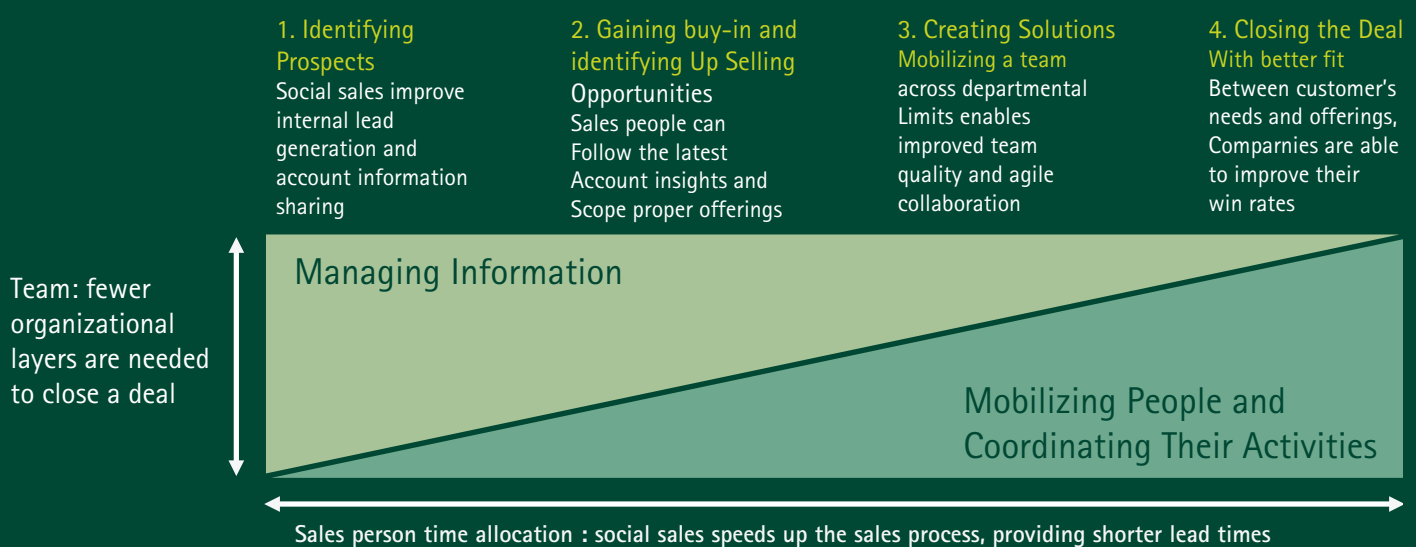 1. Identifying
Prospects
Social sales improve
internal lead
generation and
account information
sharing
2. Gaining buy-in and
identifying Up Selling
Opportunities
Sales people can
Follow the latest
Account insights and
Scope proper offerings
3. Creating Solutions
Mobilizing a team
across departmental
Limits enables
improved team
quality and agile
collaboration
4. Closing the Deal
With better fit
Between customer's
needs and offerings,
Comparnies are able
to improve their
win rates
Team: fewer
organizational
layers are needed
to close a deal
Managing Information
Mobilizing People and
Coordinating Their Activities
Sales person time allocation : social sales speeds up the sales process, providing shorter lead times